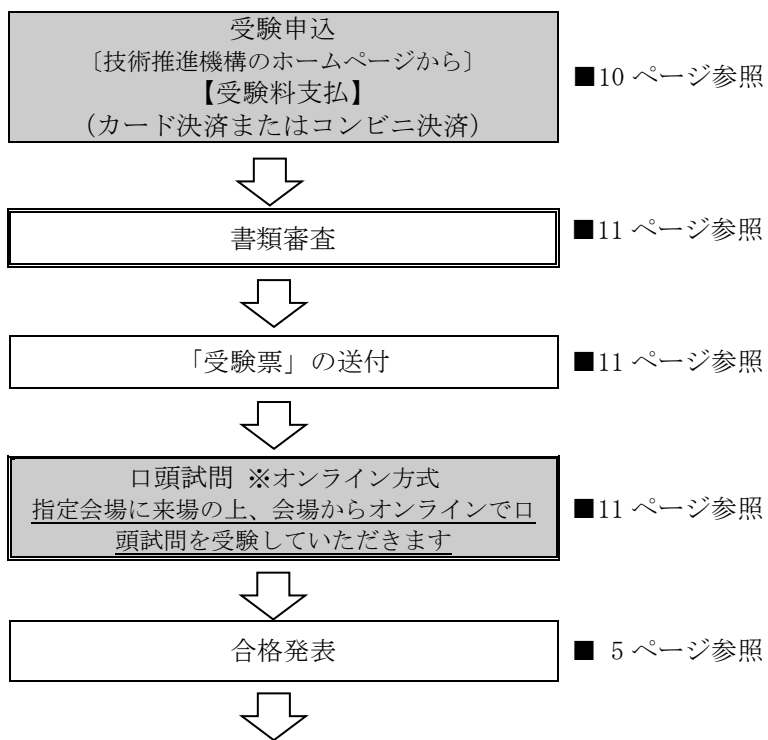 受験申込
〔技術推進機構のホームページから〕
【受験料支払】
(カード決済またはコンビニ決済)
■10 ページ参照
書類審査
■11 ページ参照
「受験票」の送付
■11 ページ参照
口頭試問 ※オンライン方式
指定会場に来場の上、会場からオンラインで口
頭試問を受験していただきます
■11 ページ参照
合格発表
■ 5 ページ参照